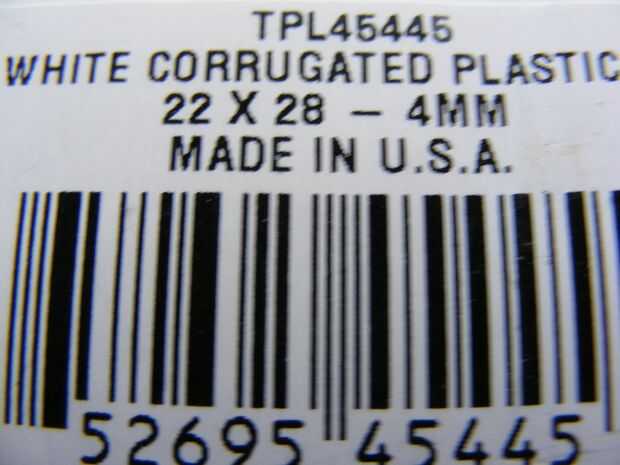 TPL45445
WHITE CORRUGATED PLASTIC
22 X 28 - 4MM
MADE IN U.S.A.
52695 45445